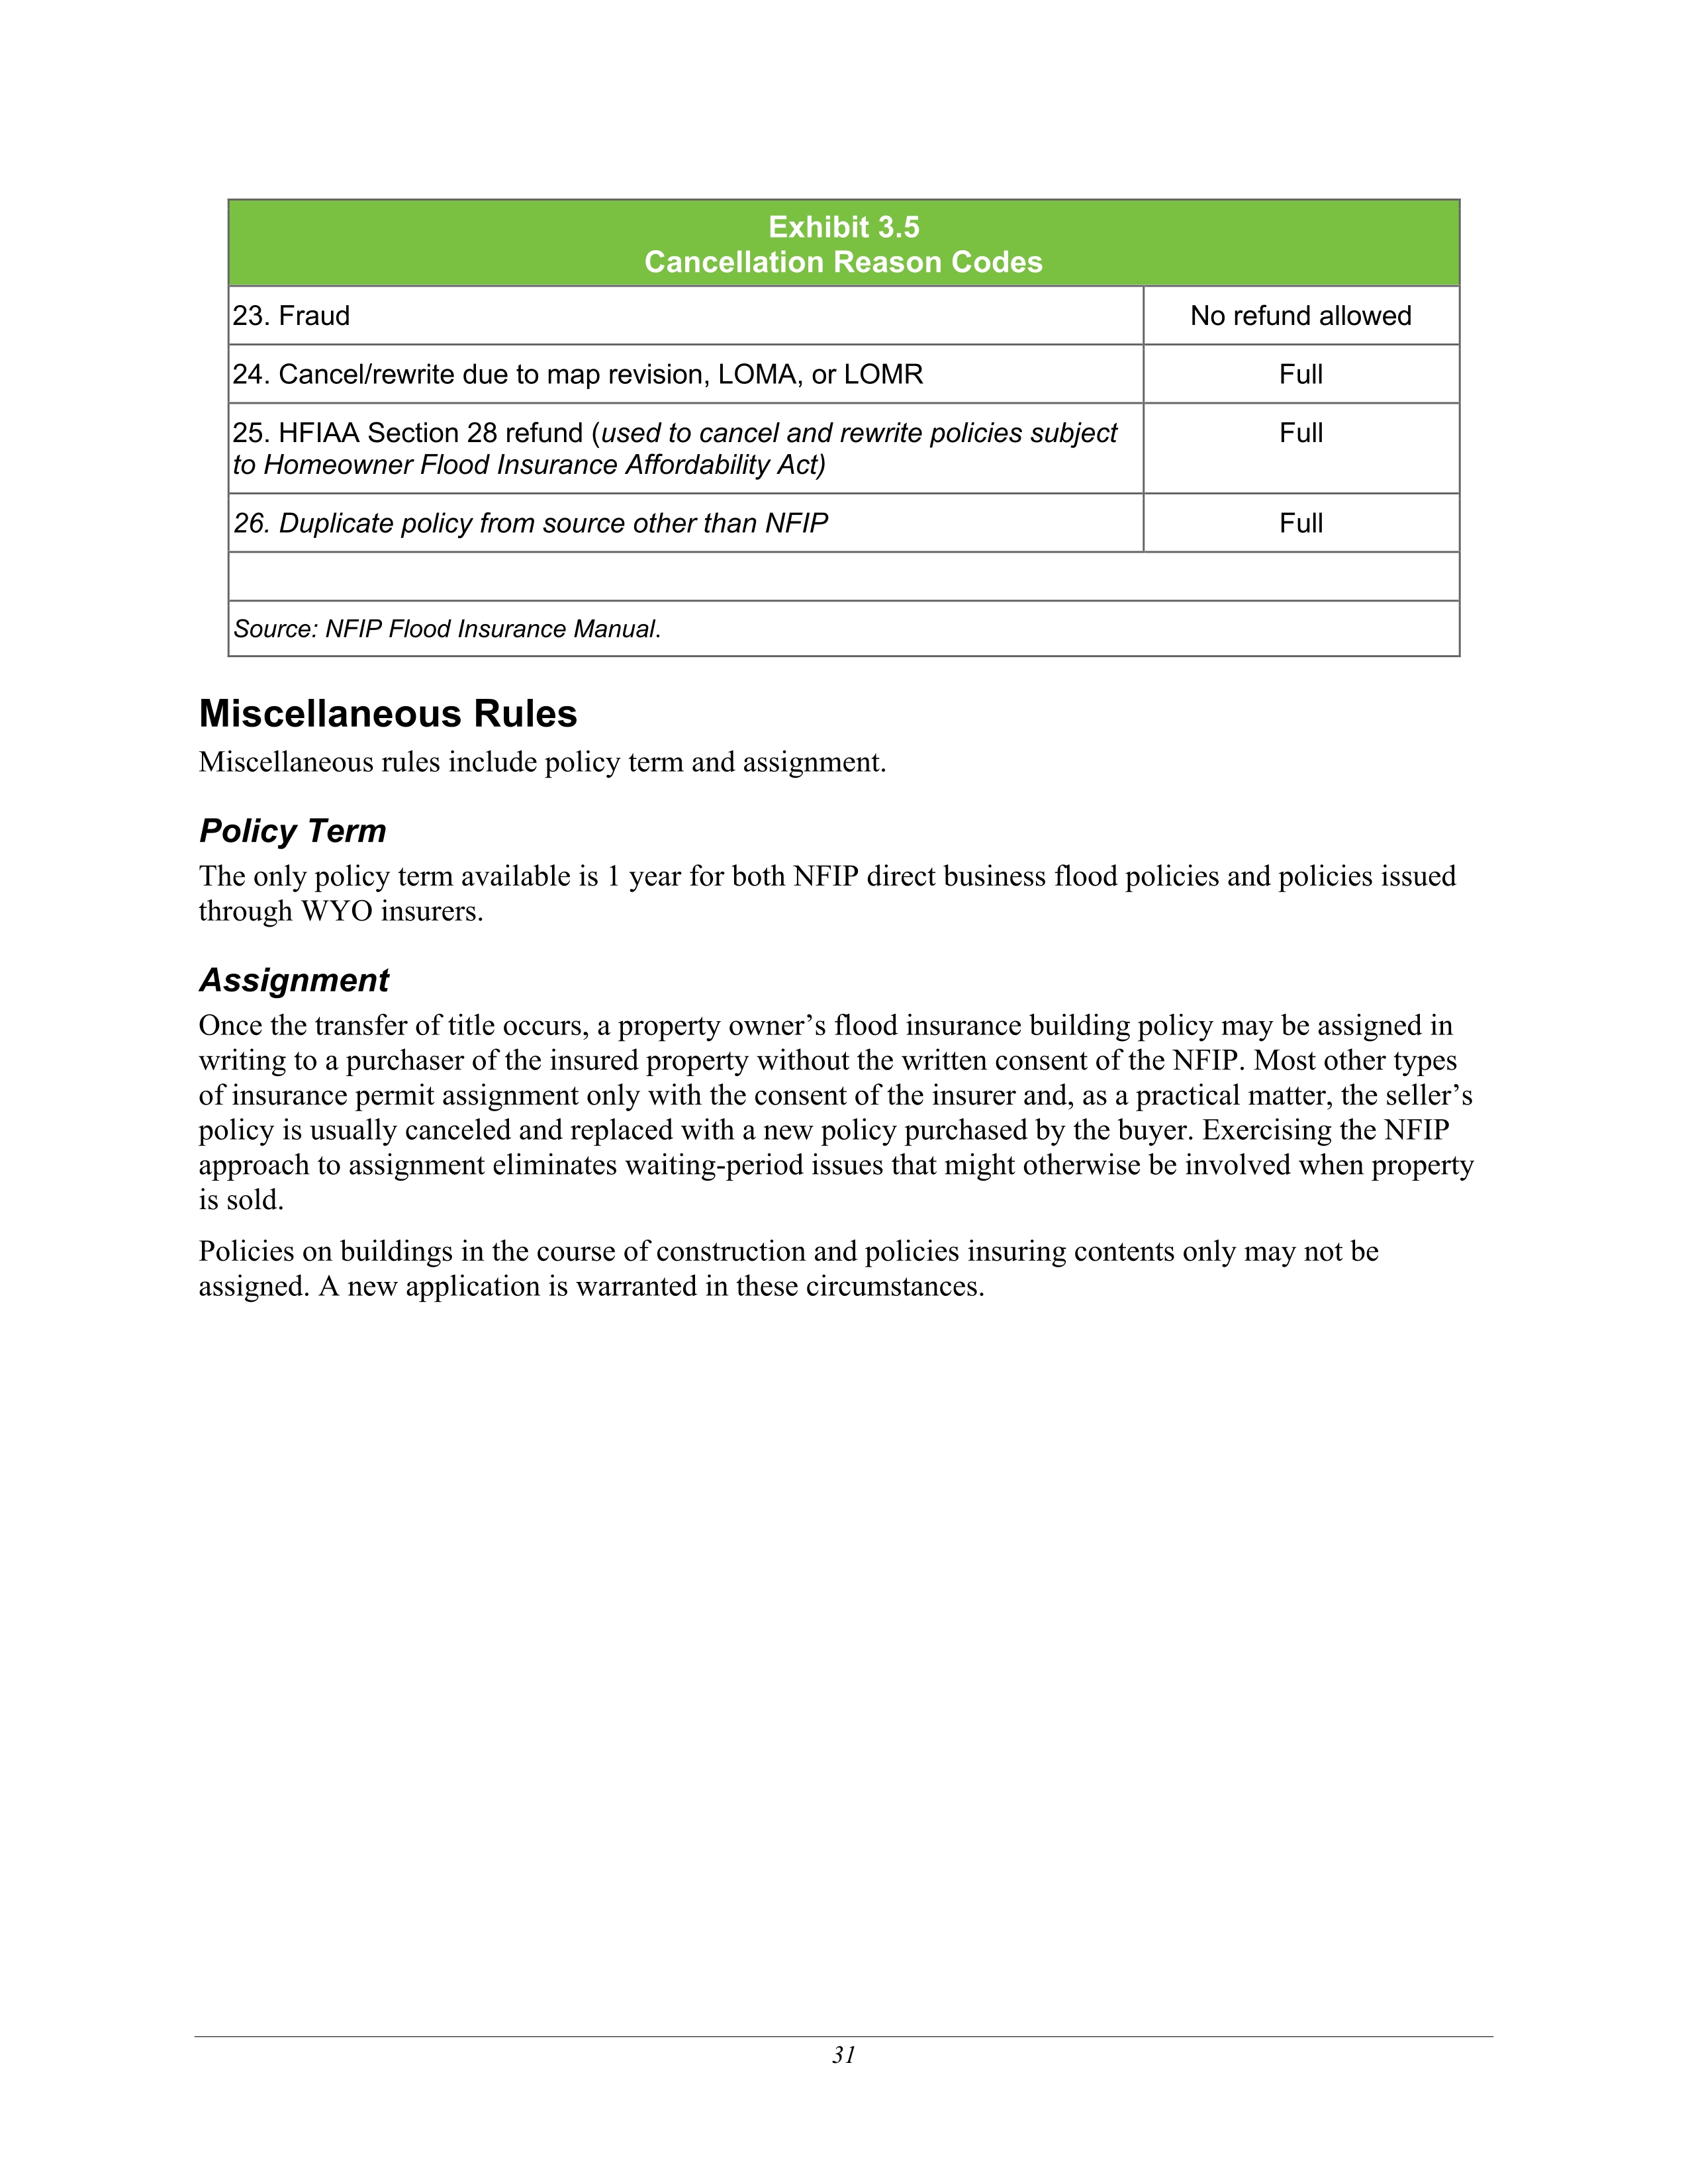 Exhibit 3.5
Cancellation Reason Codes
23. Fraud
No refund allowed
24. Cancel/rewrite due to map revision, LOMA, or LOMR
Full
25. HFIAA Section 28 refund (used to cancel and rewrite policies subject
to Homeowner Flood Insurance Affordability Act)
Full
26. Duplicate policy from source other than NFIP
Full
Source: NFIP Flood Insurance Manual.
Miscellaneous Rules
Miscellaneous rules include policy term and assignment.
Policy Term
The only policy term available is 1 year for both NFIP direct business flood policies and policies issued
through WYO insurers.
Assignment
Once the transfer of title occurs, a property owner’s flood insurance building policy may be assigned in
writing to a purchaser of the insured property without the written consent of the NFIP. Most other types
of insurance permit assignment only with the consent of the insurer and, as a practical matter, the seller’s
policy is usually canceled and replaced with a new policy purchased by the buyer. Exercising the NFIP
approach to assignment eliminates waiting-period issues that might otherwise be involved when property
is sold.
Policies on buildings in the course of construction and policies insuring contents only may not be
assigned. A new application is warranted in these circumstances.
31